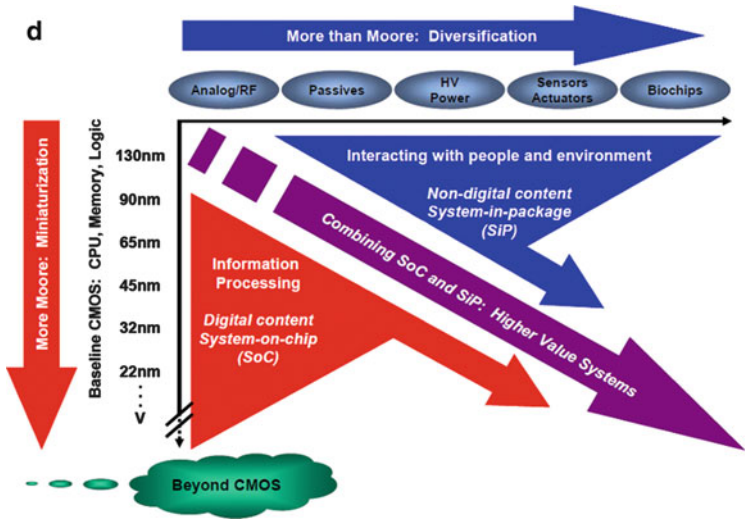 d
More than Moore: Diversification
Analog/RF
Passives
HV
Power
Sensors
Actuators
Biochips
More Moore: Miniaturization
Baseline CMOS: CPU, Memory, Logic
130nm
90nm
65nm
45nm
32nm
22nm
V
Interacting with people and environment
Non-digital content
System-in-package
(SiP)
Combining SoC and SiP: Higher Value Systems
Information
Processing
Digital content
System-on-chip
(SoC)
Beyond CMOS